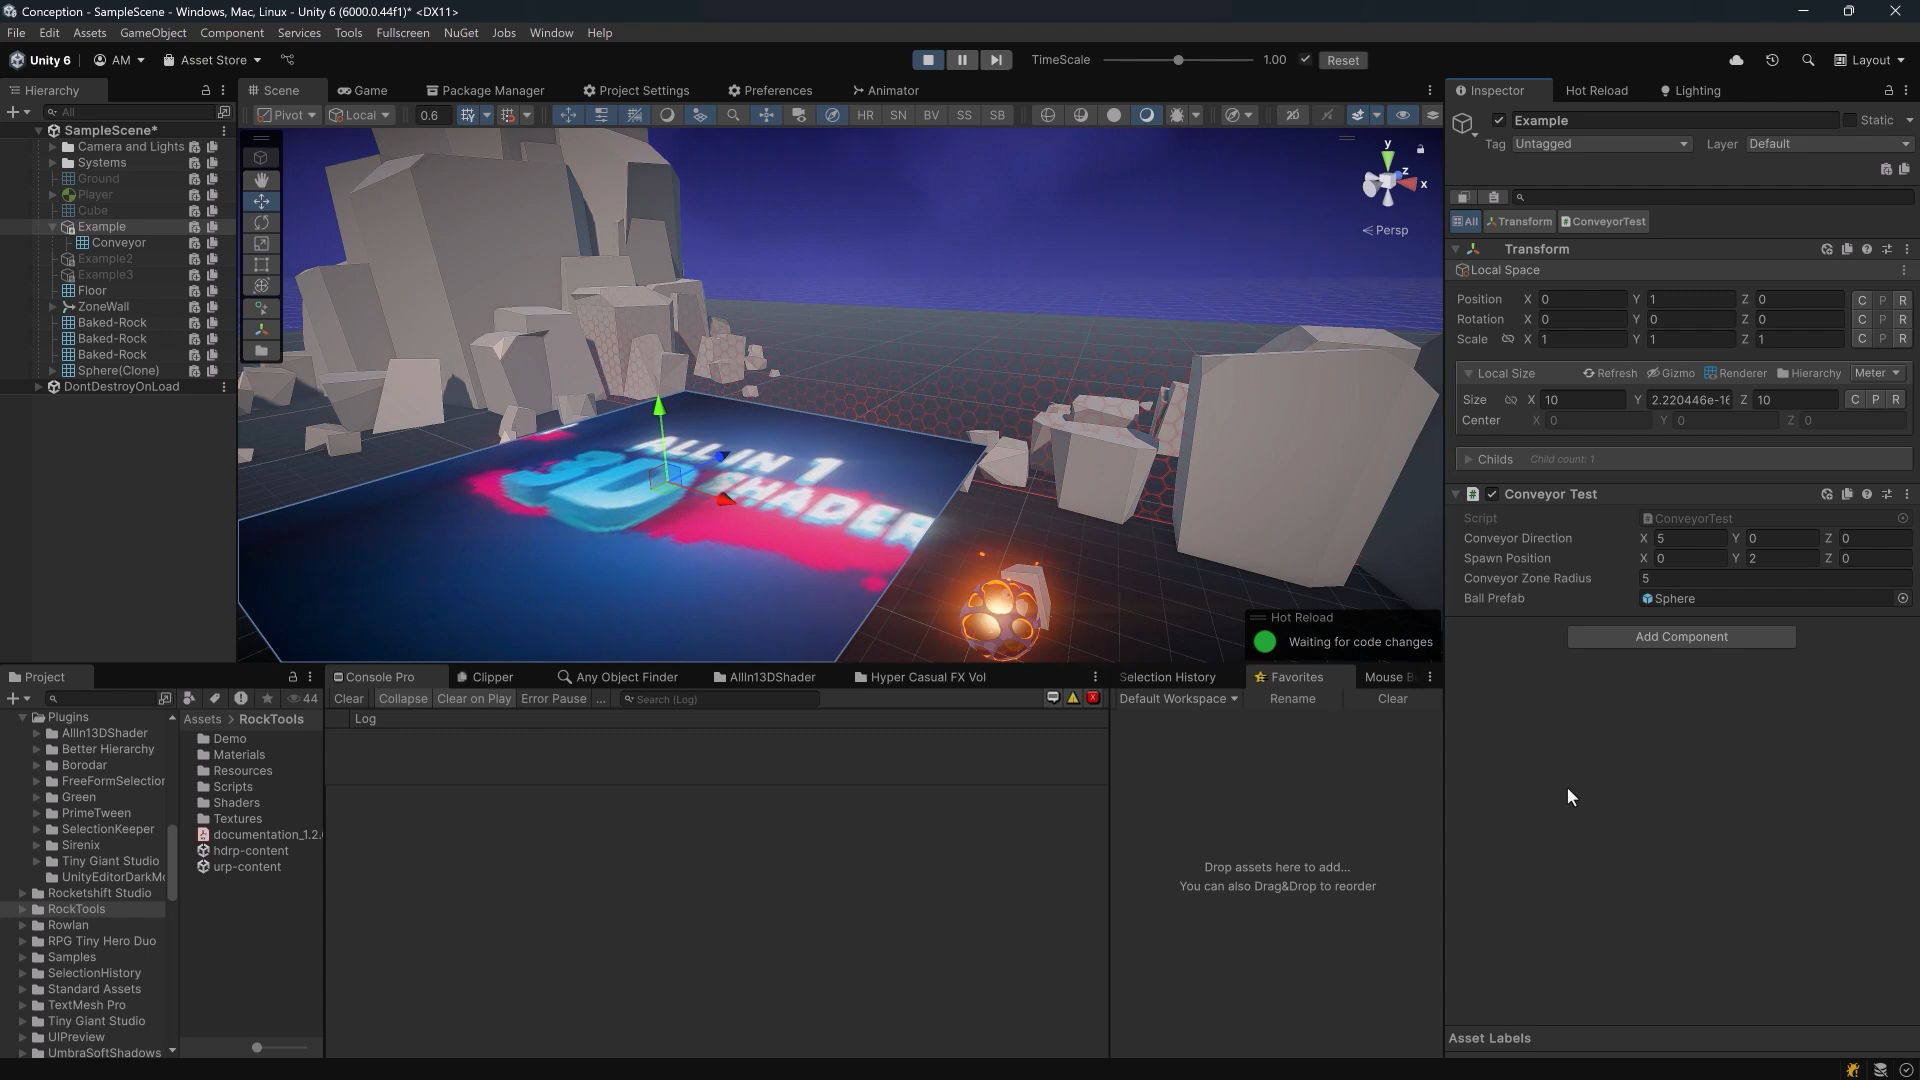 Conception - SampleScene - Windows, Mac, Linux - Unity 6 (6000.0.44f1)* <DX11>
File Edit Assets GameObject Component Services Tools Fullscreen NuGet Jobs Window Help
Unity 6 AM Asset Store TimeScale 1.00 Reset Layout
Hierarchy Scene Game Package Manager Project Settings Preferences Animator
Inspector Hot Reload Lighting
All Pivot Local 0.6 HR SN BV SS SB 2D
SampleScene*
Camera and Lights
Systems
Ground
Player
Cube
Example
Conveyor
Example2
Example3
Floor
ZoneWall
Baked-Rock
Baked-Rock
Baked-Rock
Sphere(Clone)
DontDestroyOnLoad
y
z
x
Persp
ALL IN 1
3D SHADER
Hot Reload
Waiting for code changes
Example Static
Tag Untagged Layer Default
All Transform ConveyorTest
Transform
Local Space
Position X 0 Y 1 Z 0 C P R
Rotation X 0 Y 0 Z 0 C P R
Scale X 1 Y 1 Z 1 C P R
Local Size Refresh Gizmo Renderer Hierarchy Meter
Size X 10 Y 2.220446e-16 Z 10 C P R
Center X 0 Y 0 Z 0
Childs Child count: 1
Conveyor Test
Script ConveyorTest
Conveyor Direction X 5 Y 0 Z 0
Spawn Position X 0 Y 2 Z 0
Conveyor Zone Radius 5
Ball Prefab Sphere
Add Component
Asset Labels
Project
44
Plugins
AllIn13DShader
Better Hierarchy
Borodar
FreeFormSelection
Green
PrimeTween
SelectionKeeper
Sirenix
Tiny Giant Studio
UnityEditorDarkMo
Rocketshift Studio
RockTools
Rowlan
RPG Tiny Hero Duo
Samples
SelectionHistory
Standard Assets
TextMesh Pro
Tiny Giant Studio
UIPreview
UmbraSoftShadows
Assets > RockTools
Demo
Materials
Resources
Scripts
Shaders
Textures
documentation_1.2.
hdrp-content
urp-content
Console Pro Clipper Any Object Finder AllIn13DShader Hyper Casual FX Vol
Clear Collapse Clear on Play Error Pause ... Search (Log)
Log
Selection History Favorites Mouse B
Default Workspace Rename Clear
Drop assets here to add...
You can also Drag&Drop to reorder